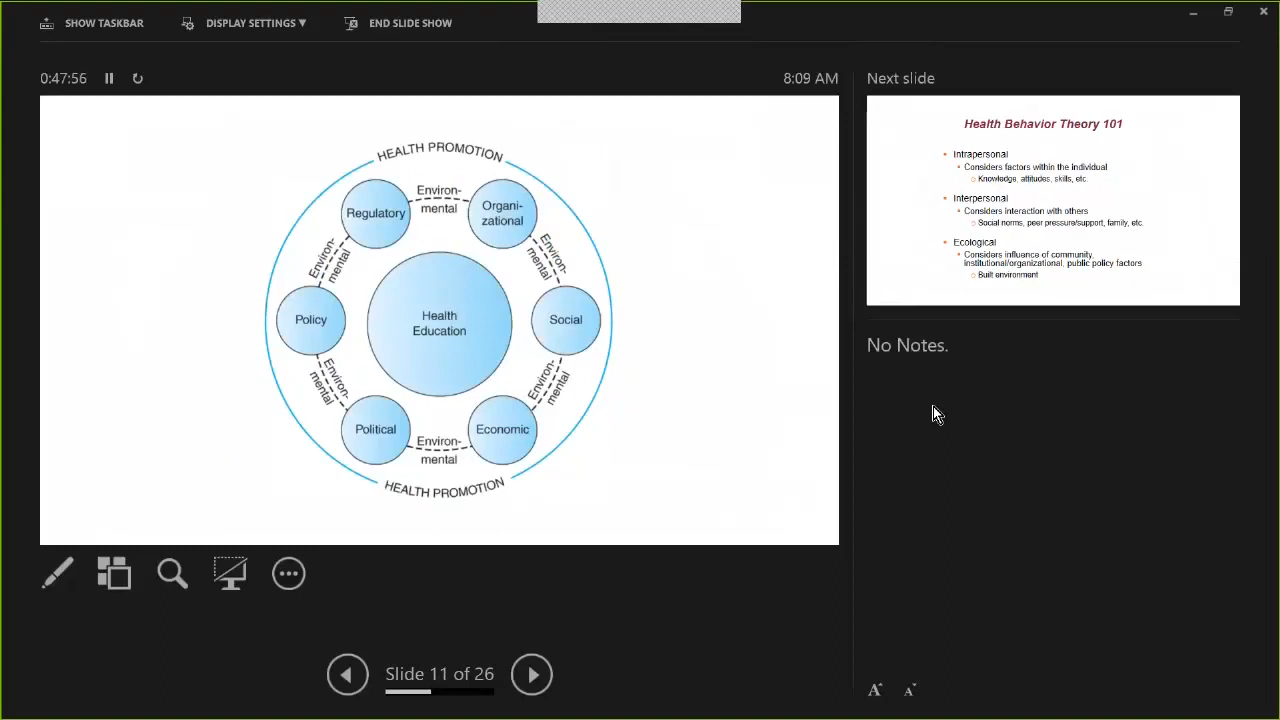 SHOW TASKBAR
DISPLAY SETTINGS ▼
END SLIDE SHOW
0:47:56
8:09 AM
HEALTH PROMOTION
Regulatory
Environ-
mental
Organi-
zational
Environ-
mental
Environ-
mental
Policy
Health
Education
Social
Environ-
mental
Environ-
mental
Political
Environ-
mental
Economic
HEALTH PROMOTION
Slide 11 of 26
Next slide
Health Behavior Theory 101
• Intrapersonal
• Considers factors within the individual
o Knowledge, attitudes, skills, etc.
• Interpersonal
• Considers interaction with others
o Social norms, peer pressure/support, family, etc.
• Ecological
• Considers influence of community,
institutional/organizational, public policy factors
o Built environment
No Notes.
A A